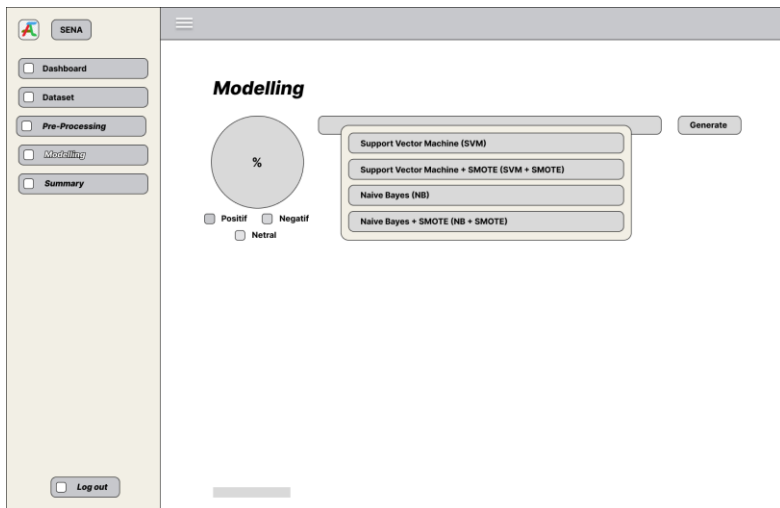 SENA
Dashboard
Dataset
Pre-Processing
Modelling
Summary
Log out
Modelling
%
Positif Negatif
Netral
Generate
Support Vector Machine (SVM)
Support Vector Machine + SMOTE (SVM + SMOTE)
Naive Bayes (NB)
Naive Bayes + SMOTE (NB + SMOTE)